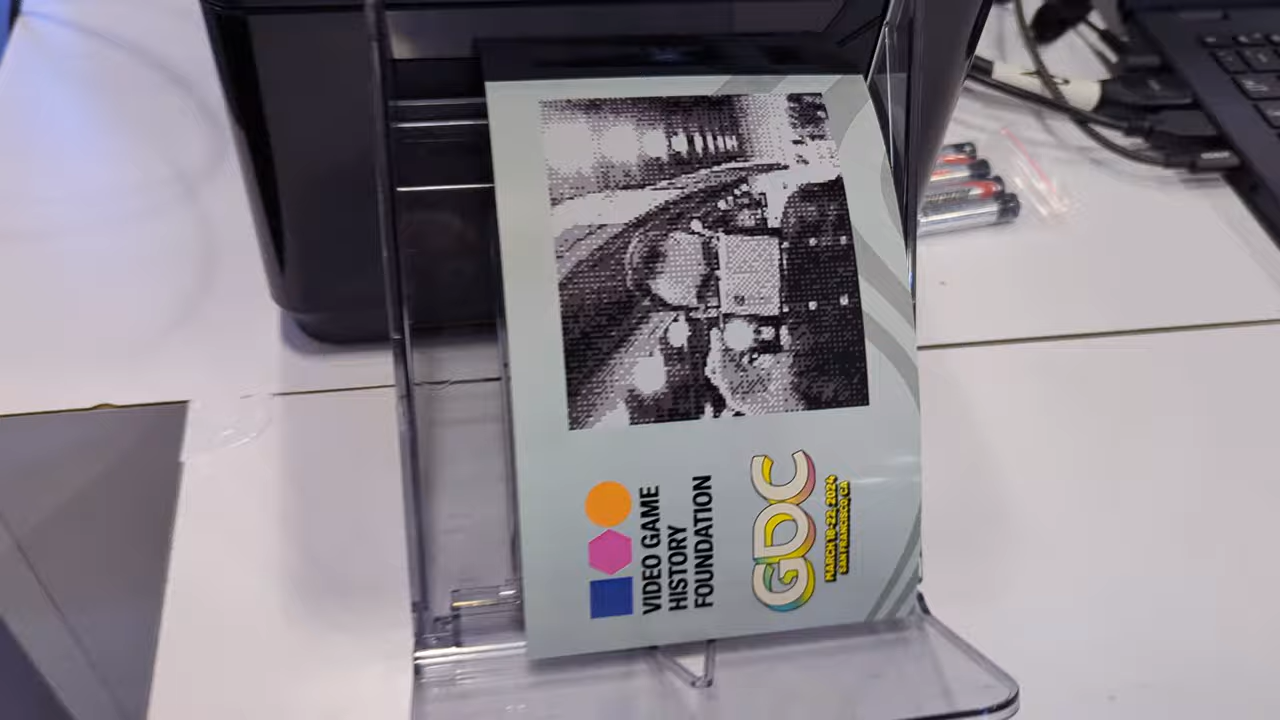 VIDEO GAME
HISTORY
FOUNDATION
GDC
MARCH 18-22, 2024
SAN FRANCISCO, CA